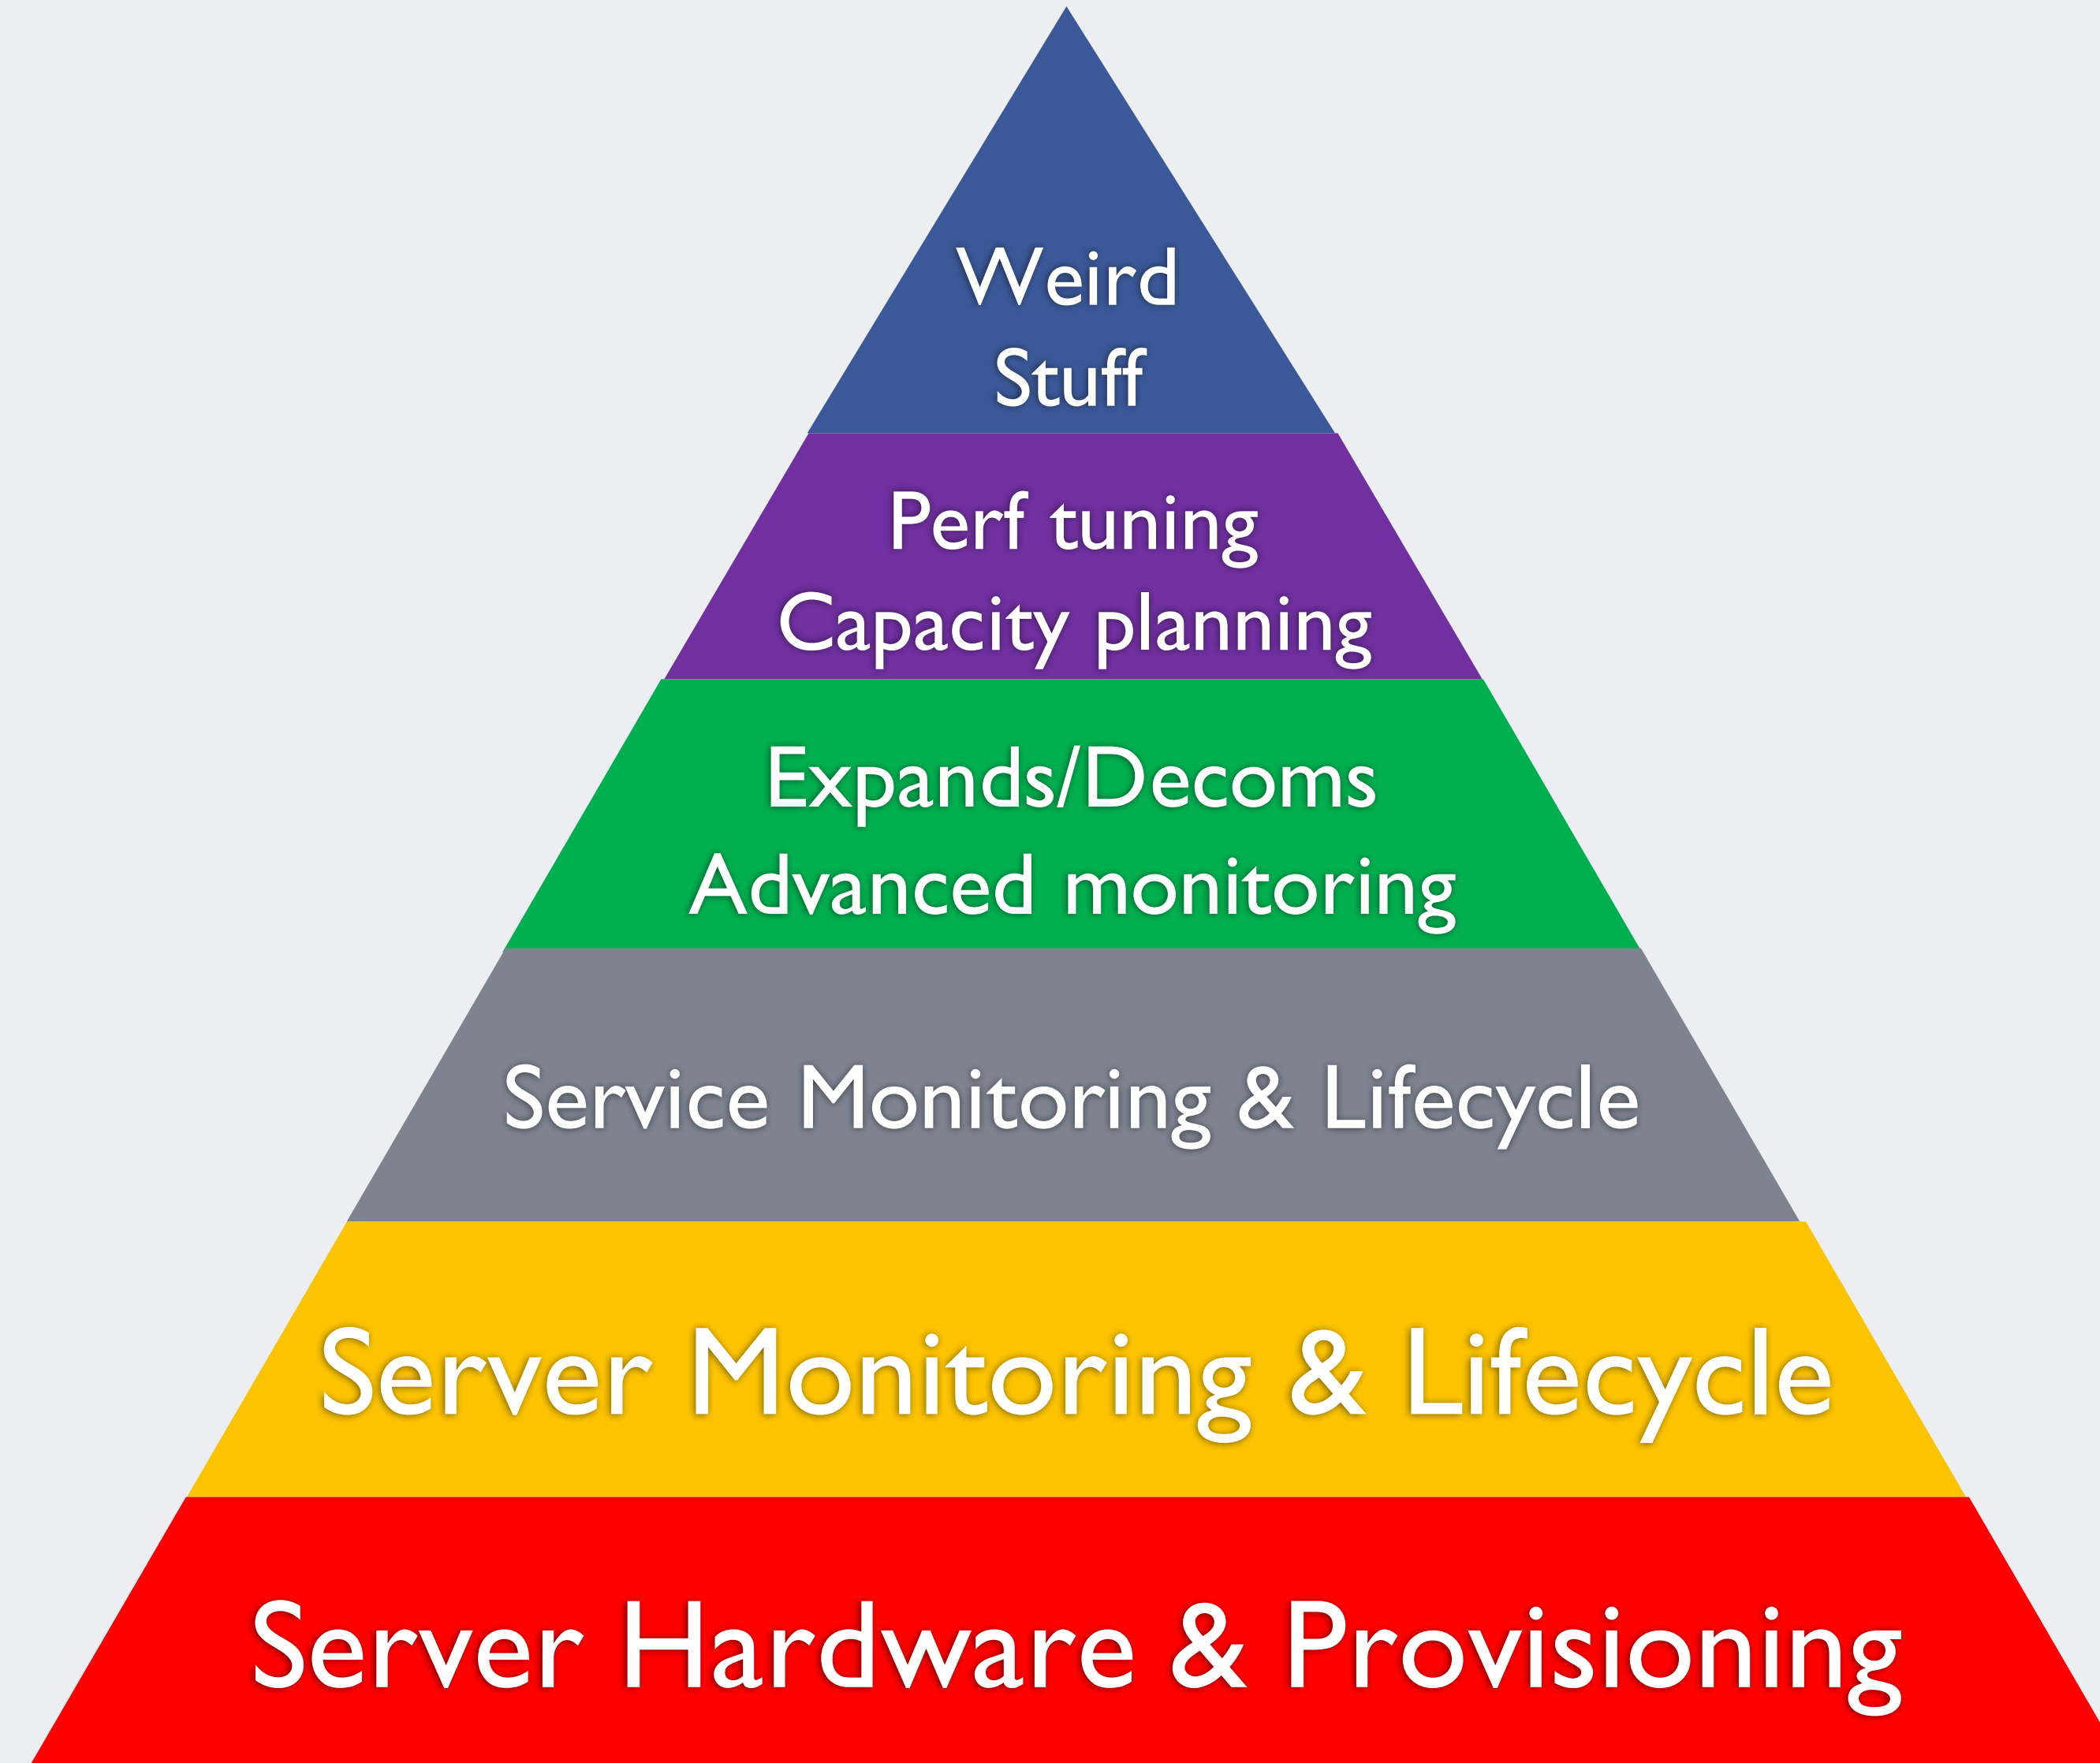 Weird
Stuff
Perf tuning
Capacity planning
Expands/Decoms
Advanced monitoring
Service Monitoring & Lifecycle
Server Monitoring & Lifecycle
Server Hardware & Provisioning